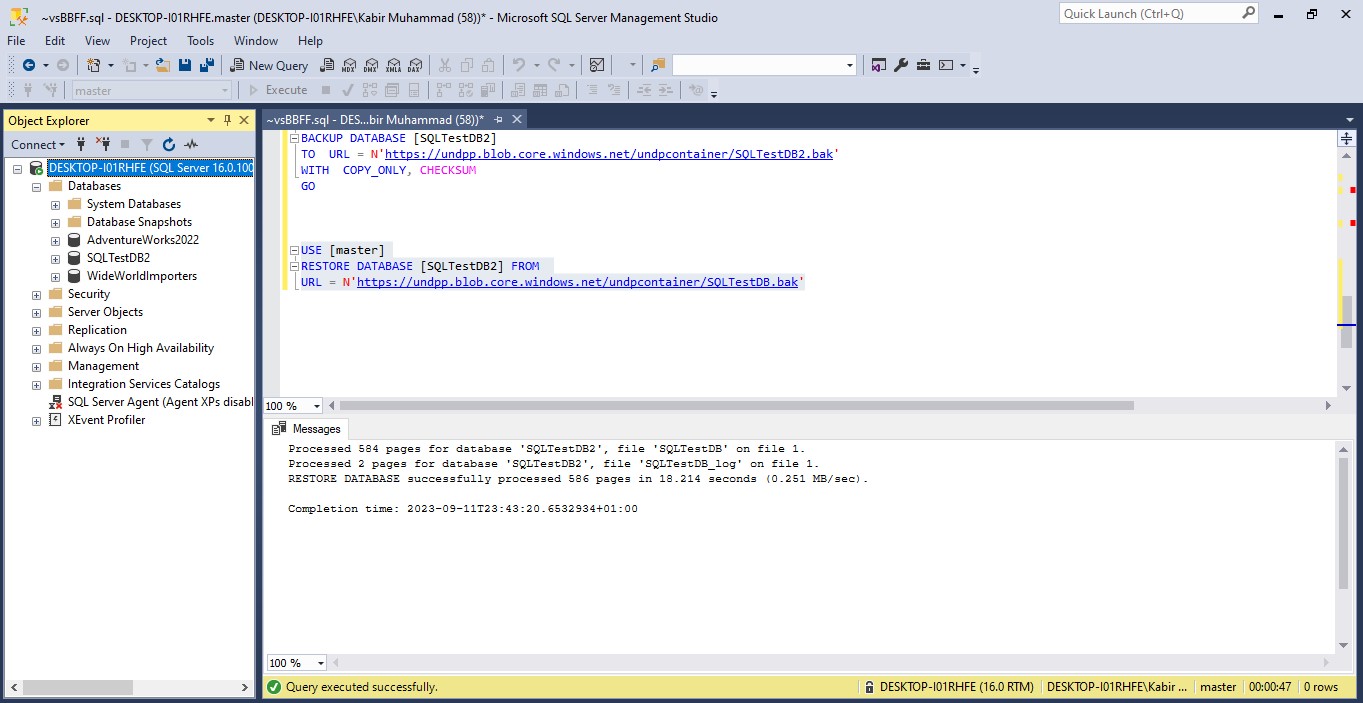 ~vsBBFF.sql - DESKTOP-I01RHFE.master (DESKTOP-I01RHFE\Kabir Muhammad (58))* - Microsoft SQL Server Management Studio
Quick Launch (Ctrl+Q)
File Edit View Project Tools Window Help
New Query MDX DMX XMLA DAX
master Execute
Object Explorer
~vsBBFF.sql - DES...bir Muhammad (58))*
Connect
DESKTOP-I01RHFE (SQL Server 16.0.100
Databases
System Databases
Database Snapshots
AdventureWorks2022
SQLTestDB2
WideWorldImporters
Security
Server Objects
Replication
Always On High Availability
Management
Integration Services Catalogs
SQL Server Agent (Agent XPs disabl
XEvent Profiler
BACKUP DATABASE [SQLTestDB2]
TO URL = N'https://undpp.blob.core.windows.net/undpcontainer/SQLTestDB2.bak'
WITH COPY_ONLY, CHECKSUM
GO
USE [master]
RESTORE DATABASE [SQLTestDB2] FROM
URL = N'https://undpp.blob.core.windows.net/undpcontainer/SQLTestDB.bak'
100 %
Messages
Processed 584 pages for database 'SQLTestDB2', file 'SQLTestDB' on file 1.
Processed 2 pages for database 'SQLTestDB2', file 'SQLTestDB_log' on file 1.
RESTORE DATABASE successfully processed 586 pages in 18.214 seconds (0.251 MB/sec).
Completion time: 2023-09-11T23:43:20.6532934+01:00
100 %
Query executed successfully. DESKTOP-I01RHFE (16.0 RTM) DESKTOP-I01RHFE\Kabir ... master 00:00:47 0 rows